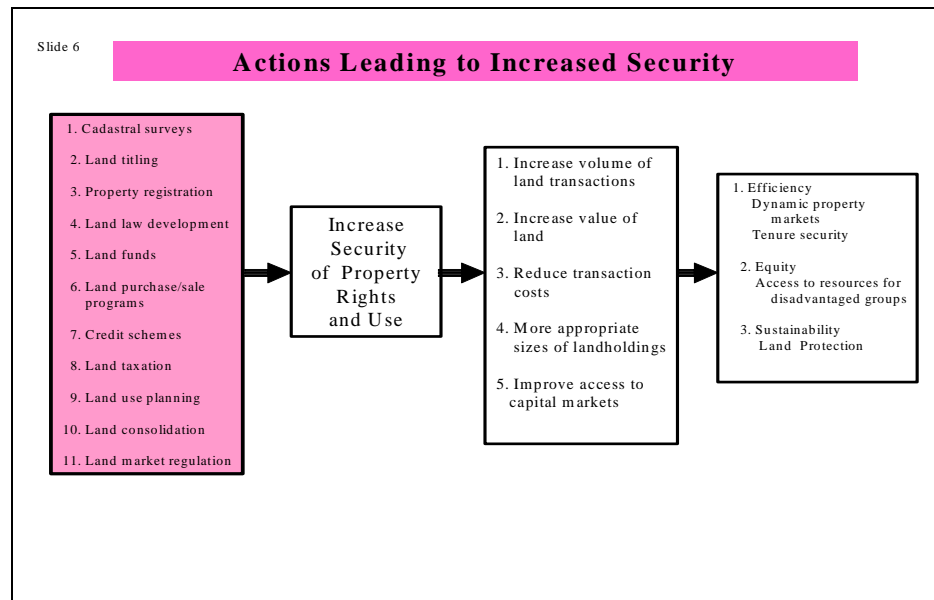 Slide 6
Actions Leading to Increased Security
1. Cadastral surveys
2. Land titling
3. Property registration
4. Land law development
5. Land funds
6. Land purchase/sale
programs
7. Credit schemes
8. Land taxation
9. Land use planning
10. Land consolidation
11. Land market regulation
Increase
Security
of Property
Rights
and Use
1. Increase volume of
land transactions
2. Increase value of
land
3. Reduce transaction
costs
4. More appropriate
sizes of landholdings
5. Improve access to
capital markets
1. Efficiency
Dynamic property
markets
Tenure security
2. Equity
Access to resources for
disadvantaged groups
3. Sustainability
Land Protection